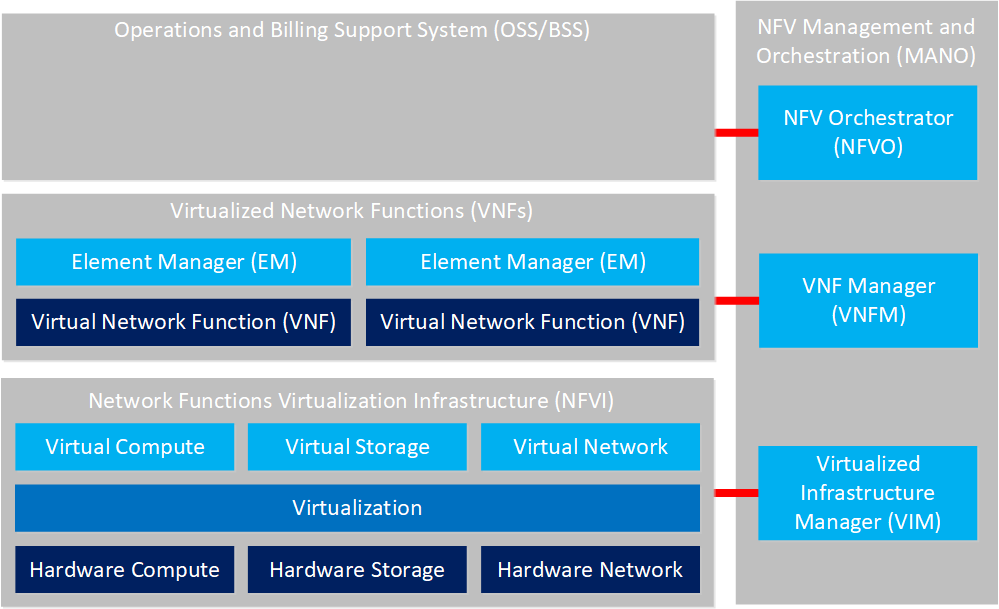 Operations and Billing Support System (OSS/BSS)
NFV Management and
Orchestration (MANO)
NFV Orchestrator
(NFVO)
Virtualized Network Functions (VNFs)
Element Manager (EM)
Element Manager (EM)
Virtual Network Function (VNF)
Virtual Network Function (VNF)
VNF Manager
(VNFM)
Network Functions Virtualization Infrastructure (NFVI)
Virtual Compute
Virtual Storage
Virtual Network
Virtualization
Hardware Compute
Hardware Storage
Hardware Network
Virtualized
Infrastructure
Manager (VIM)